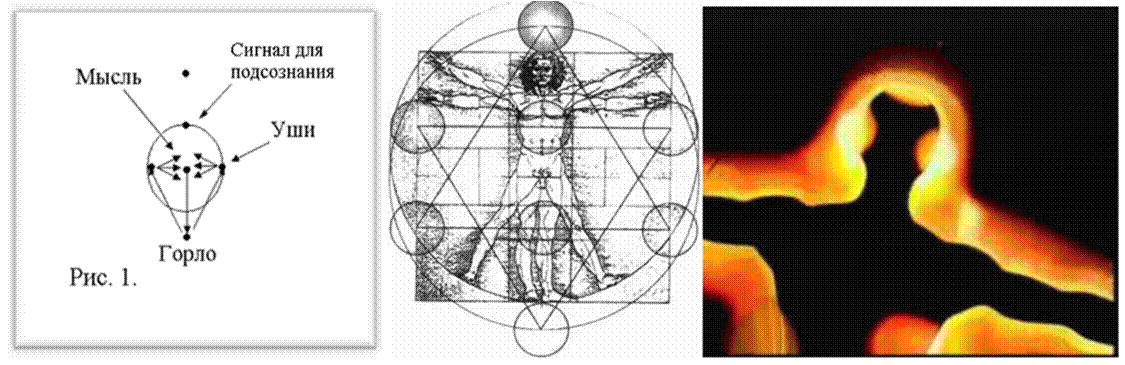 Сигнал для
подсознания
Мысль
Уши
Горло
Рис. 1.